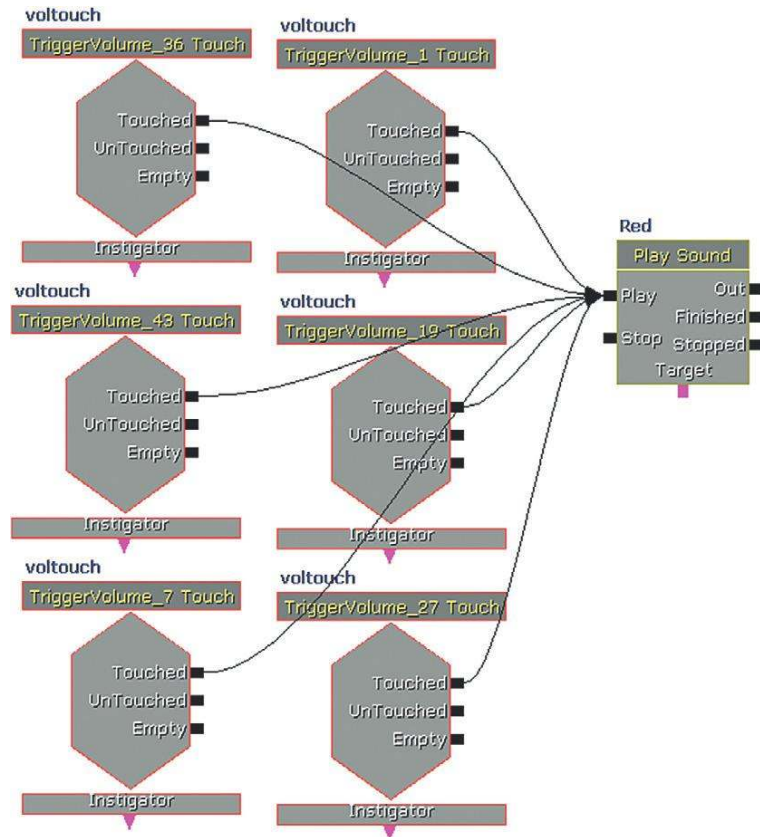 voltouch
TriggerVolume_36 Touch
Touched
UnTouched
Empty
Instigator
voltouch
TriggerVolume_1 Touch
Touched
UnTouched
Empty
Instigator
Red
Play Sound
Play
Out
Finished
Stop
Stopped
Target
voltouch
TriggerVolume_43 Touch
Touched
UnTouched
Empty
Instigator
voltouch
TriggerVolume_19 Touch
Touched
UnTouched
Empty
Instigator
voltouch
TriggerVolume_7 Touch
Touched
UnTouched
Empty
Instigator
voltouch
TriggerVolume_27 Touch
Touched
UnTouched
Empty
Instigator